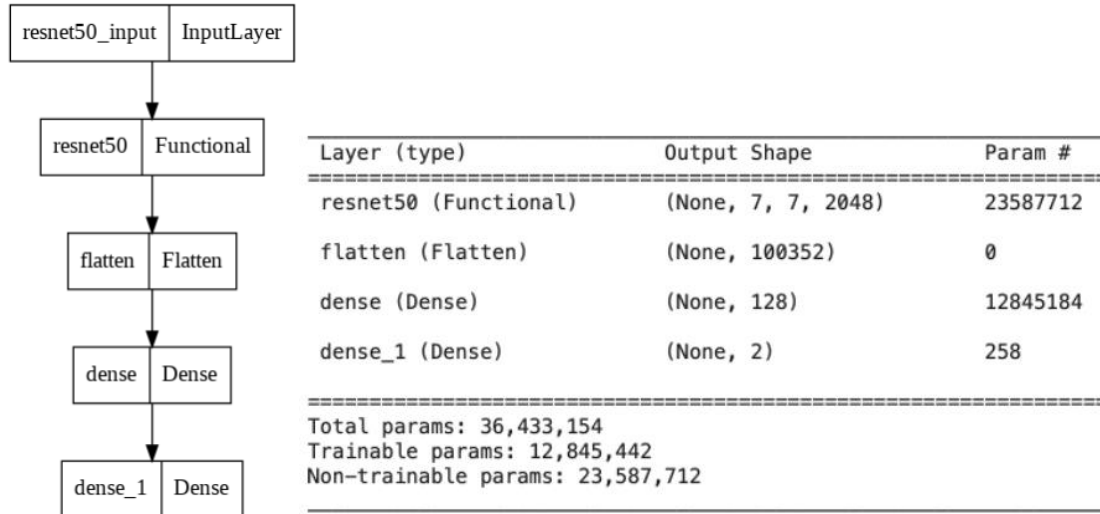 resnet50_input InputLayer
resnet50 Functional
flatten Flatten
dense Dense
dense_1 Dense
Layer (type) Output Shape Param #
=================================================================
resnet50 (Functional) (None, 7, 7, 2048) 23587712
flatten (Flatten) (None, 100352) 0
dense (Dense) (None, 128) 12845184
dense_1 (Dense) (None, 2) 258
=================================================================
Total params: 36,433,154
Trainable params: 12,845,442
Non-trainable params: 23,587,712